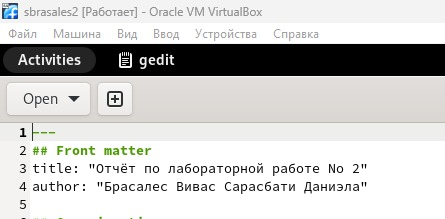 sbrasales2 [Работает] - Oracle VM VirtualBox
Файл Машина Вид Ввод Устройства Справка
Activities gedit
Open
1 ---
2 ## Front matter
3 title: "Отчёт по лабораторной работе No 2"
4 author: "Брасалес Вивас Сарасбати Даниэла"
5